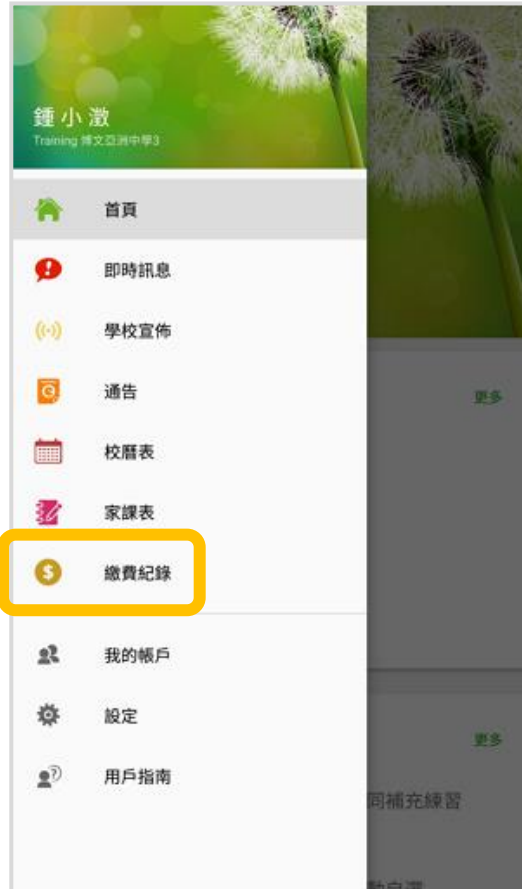 鍾小澂
Training 博文亞洲中學3
首頁
即時訊息
學校宣佈
通告
更多
校曆表
家課表
繳費紀錄
我的帳戶
設定
更多
用戶指南
同補充練習